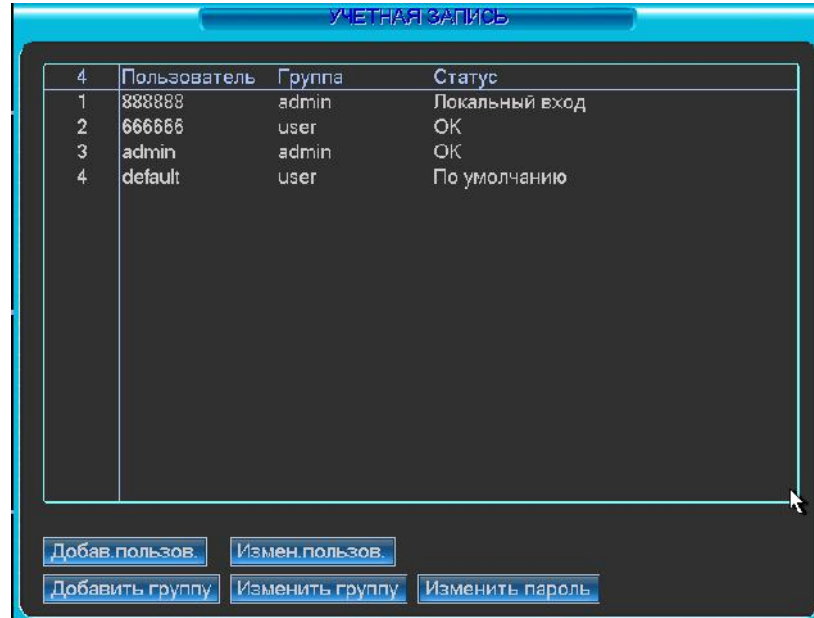 УЧЕТНАЯ ЗАПИСЬ
4 Пользователь Группа Статус
1 888888 admin Локальный вход
2 666666 user OK
3 admin admin OK
4 default user По умолчанию
Добав.пользов. Измен.пользов.
Добавить группу Изменить группу Изменить пароль